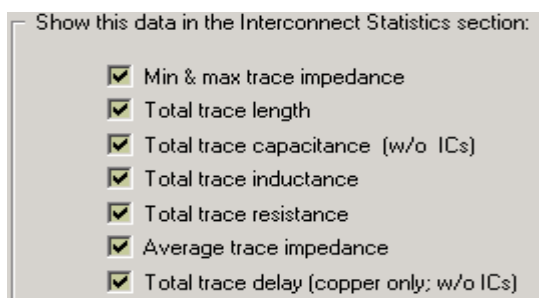 Show this data in the Interconnect Statistics section:
Min & max trace impedance
Total trace length
Total trace capacitance (w/o ICs)
Total trace inductance
Total trace resistance
Average trace impedance
Total trace delay (copper only; w/o ICs)